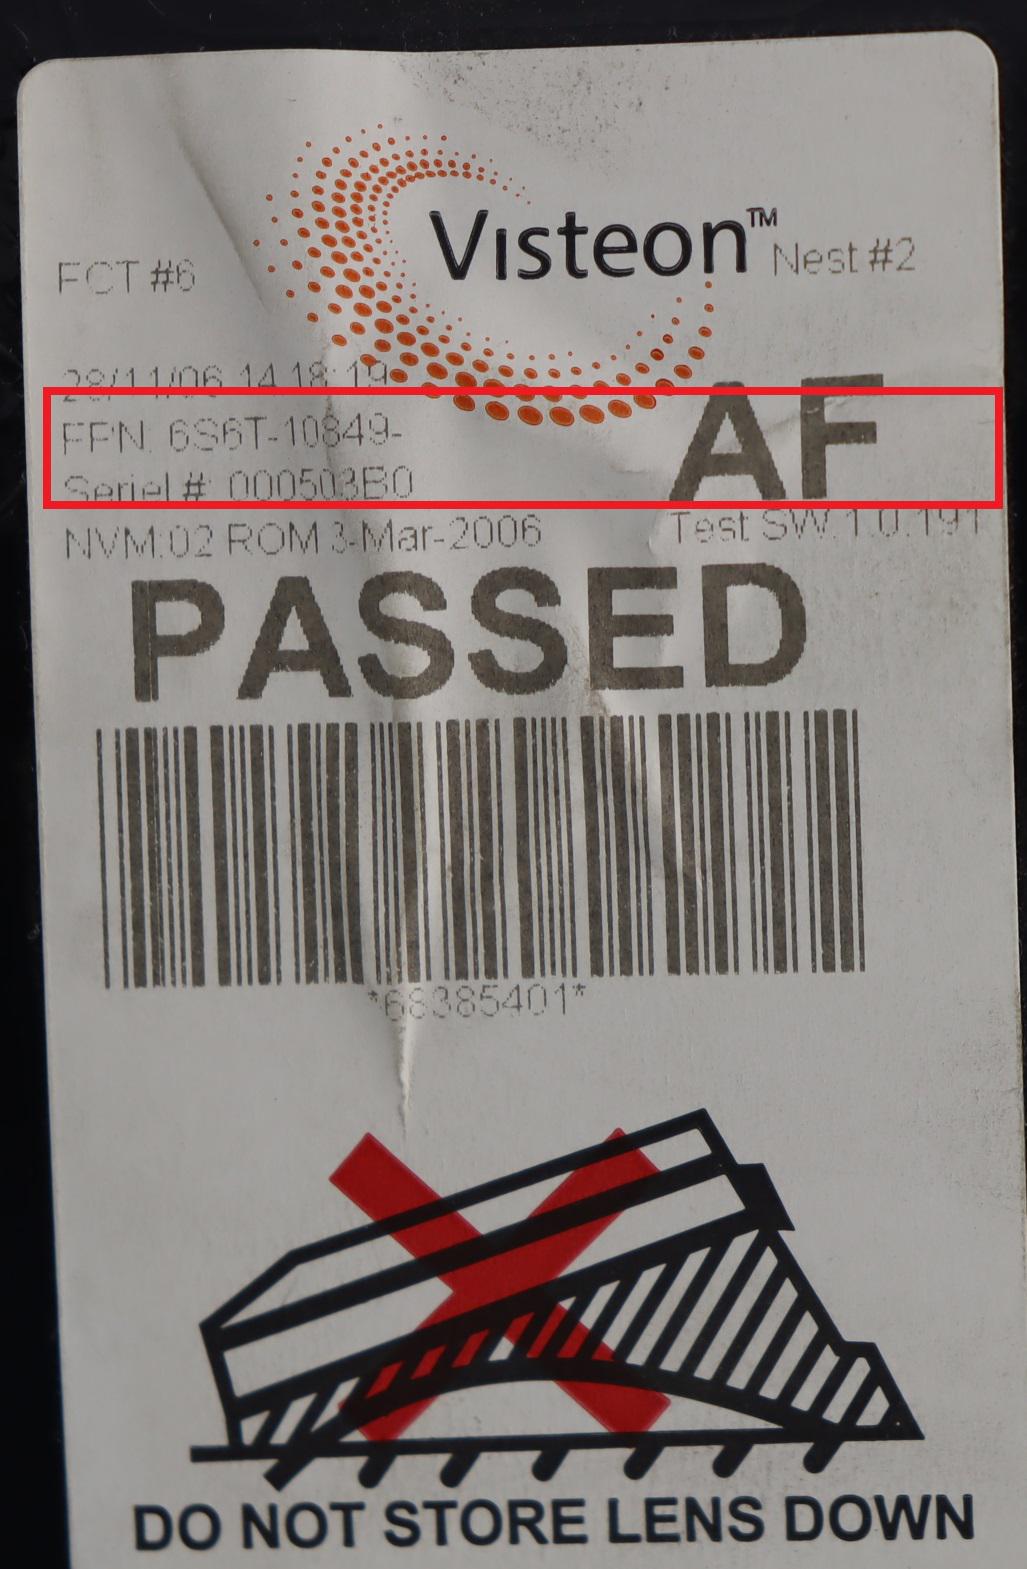 Visteon™
FCT #6
Nest #2
28/11/06 14:18:19
FPN: 6S6T-10849-
AF
Seriel #: 000503B0
NVM:02 ROM 3-Mar-2006
Test SW:1.0.191
PASSED
*68385401*
DO NOT STORE LENS DOWN